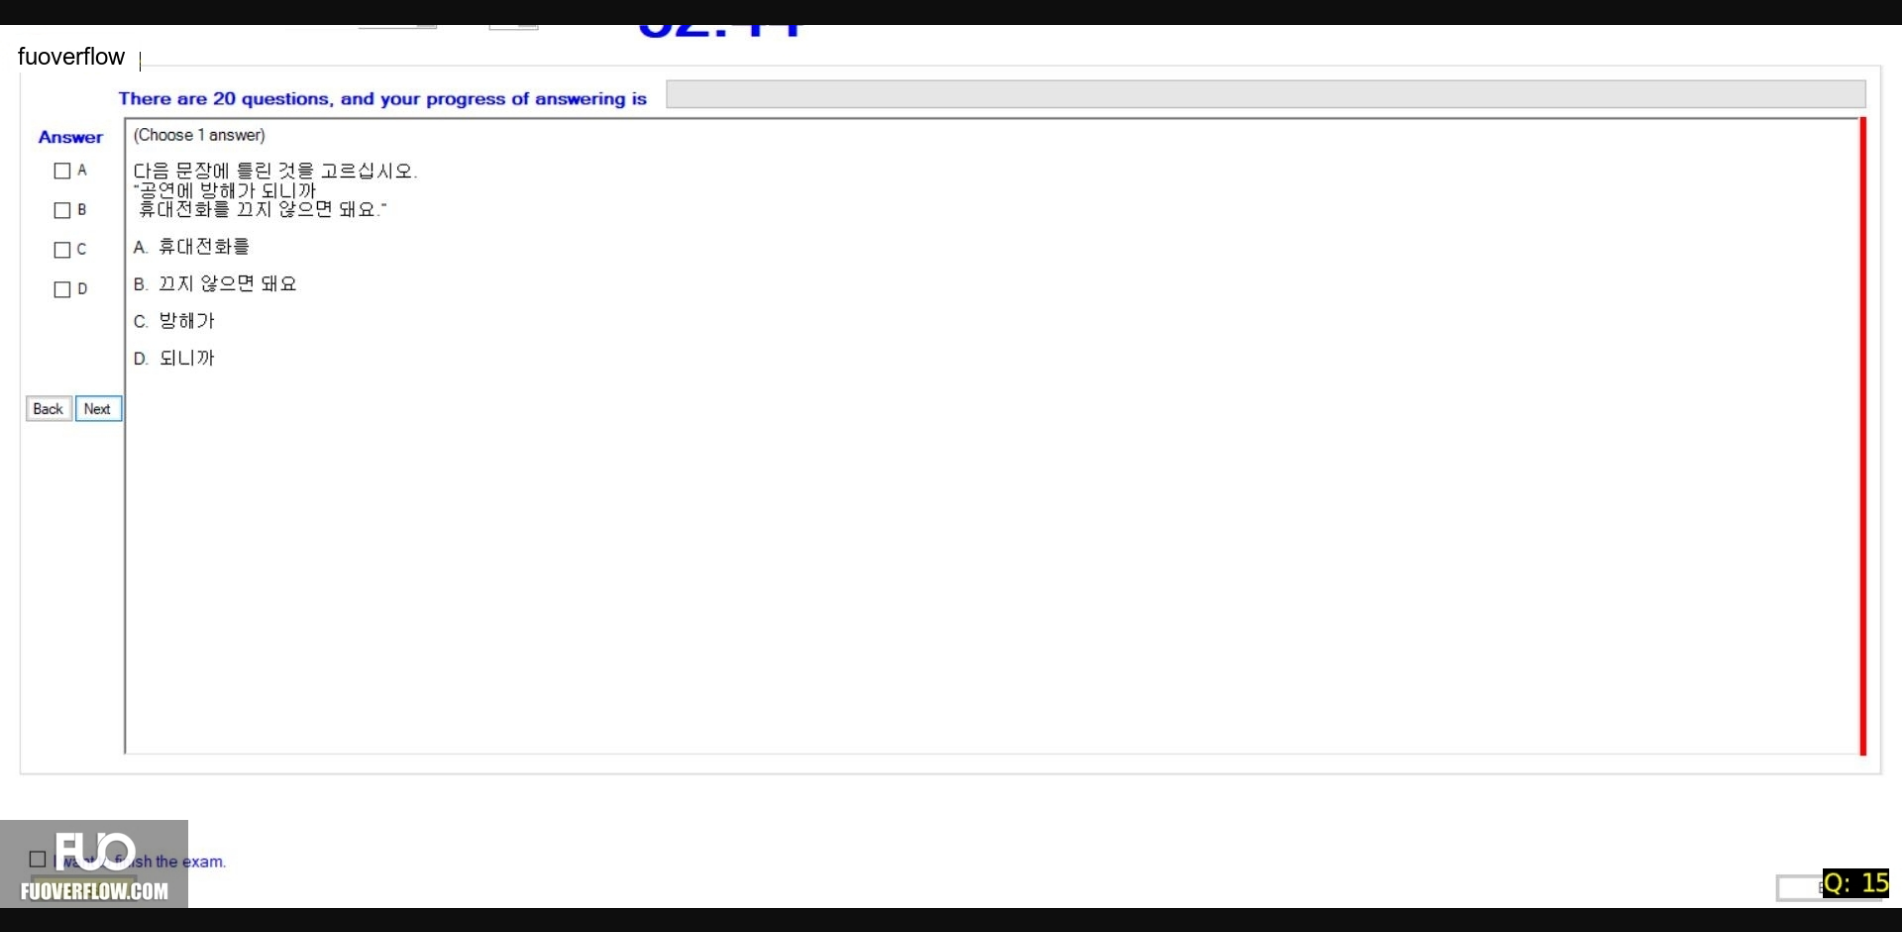 fuoverflow
There are 20 questions, and your progress of answering is
Answer
(Choose 1 answer)
A
B
C
D
다음 문장에 틀린 것을 고르십시오.
"공연에 방해가 되니까
휴대전화를 끄지 않으면 돼요."
A. 휴대전화를
B. 끄지 않으면 돼요
C. 방해가
D. 되니까
Back Next
FUO
finish the exam.
FUOVERFLOW.COM
Q: 15